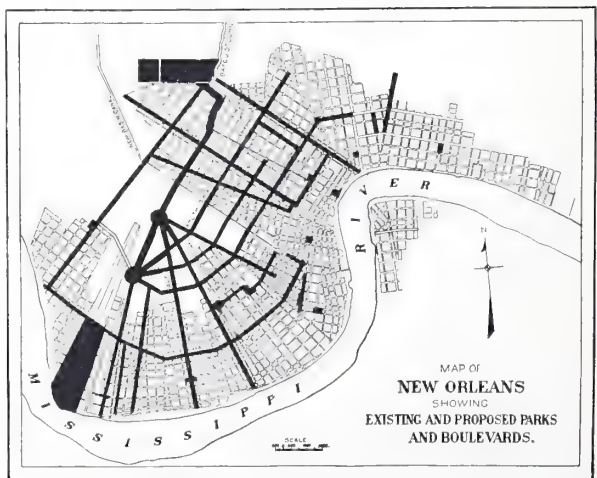 MISSISSIPPI
RIVER
N
MAP OF
NEW ORLEANS
SHOWING
EXISTING AND PROPOSED PARKS
AND BOULEVARDS.
SCALE